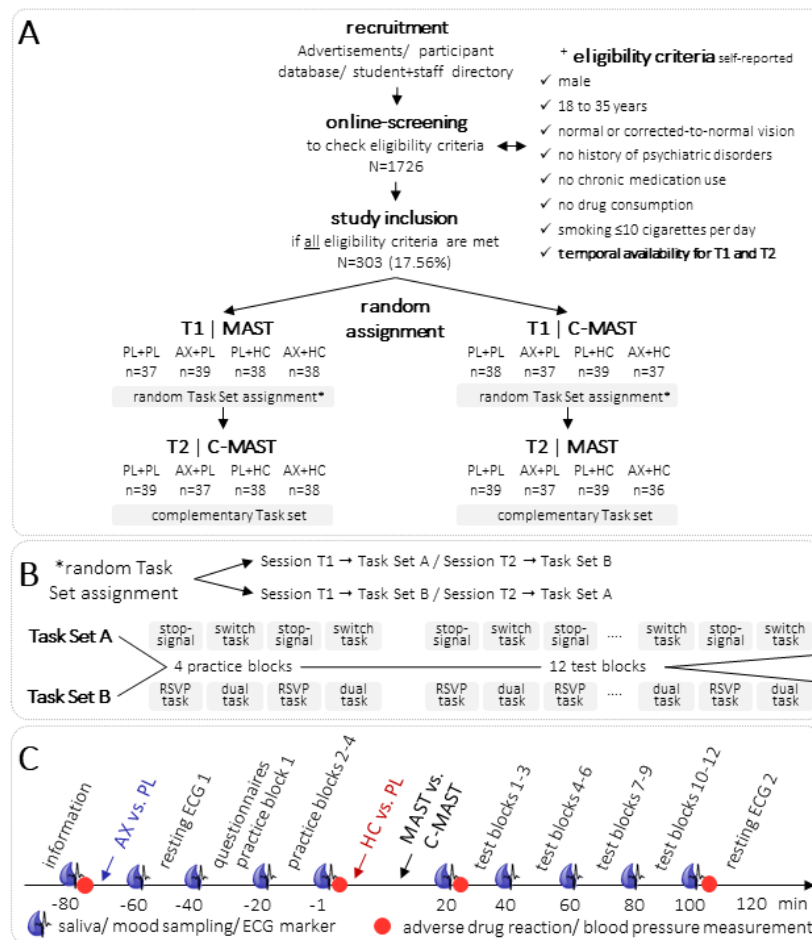 A
recruitment
Advertisements/ participant
database/ student+staff directory
online-screening
to check eligibility criteria
N=1726
study inclusion
if all eligibility criteria are met
N=303 (17.56%)
+ eligibility criteria self-reported
✓ male
✓ 18 to 35 years
✓ normal or corrected-to-normal vision
✓ no history of psychiatric disorders
✓ no chronic medication use
✓ no drug consumption
✓ smoking ≤10 cigarettes per day
✓ temporal availability for T1 and T2
random
assignment
T1 | MAST
PL+PL AX+PL PL+HC AX+HC
n=37 n=39 n=38 n=38
random Task Set assignment*
T2 | C-MAST
PL+PL AX+PL PL+HC AX+HC
n=39 n=37 n=38 n=38
complementary Task set
T1 | C-MAST
PL+PL AX+PL PL+HC AX+HC
n=38 n=37 n=39 n=37
random Task Set assignment*
T2 | MAST
PL+PL AX+PL PL+HC AX+HC
n=39 n=37 n=39 n=36
complementary Task set
B
*random Task
Set assignment
Session T1 → Task Set A / Session T2 → Task Set B
Session T1 → Task Set B / Session T2 → Task Set A
Task Set A
stop-signal switch task stop-signal switch task stop-signal switch task stop-signal .... switch task stop-signal switch task
4 practice blocks 12 test blocks
Task Set B
RSVP task dual task RSVP task dual task RSVP task dual task RSVP task .... dual task RSVP task dual task
C
information
AX vs. PL
resting ECG 1
questionnaires
practice block 1
practice blocks 2-4
HC vs. PL
MAST vs.
C-MAST
test blocks 1-3
test blocks 4-6
test blocks 7-9
test blocks 10-12
resting ECG 2
-80 -60 -40 -20 -1 20 40 60 80 100 120 min
saliva/ mood sampling/ ECG marker
adverse drug reaction/ blood pressure measurement